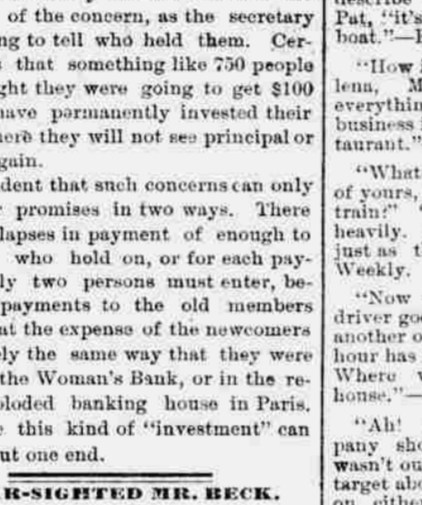 of the concern, as the secretary
ng to tell who held them. Cer-
that something like 750 people
ght they were going to get $100
have permanently invested their
here they will not see principal or
gain.
dent that such concerns can only
promises in two ways. There
lapses in payment of enough to
who hold on, or for each pay-
ly two persons must enter, be-
payments to the old members
at the expense of the newcomers
ely the same way that they were
the Woman's Bank, or in the re-
ploded banking house in Paris.
this kind of "investment" can
ut one end.
R-SIGHTED MR. BECK.
Pat, "it's
boat."—
"How
lena, M
everythin
business
taurant."
"What
of yours,
train?"
heavily.
just as t
Weekly.
"Now
driver go
another o
hour has
Where
house."—
"Ah!
pany sho
wasn't ou
target abo
on either